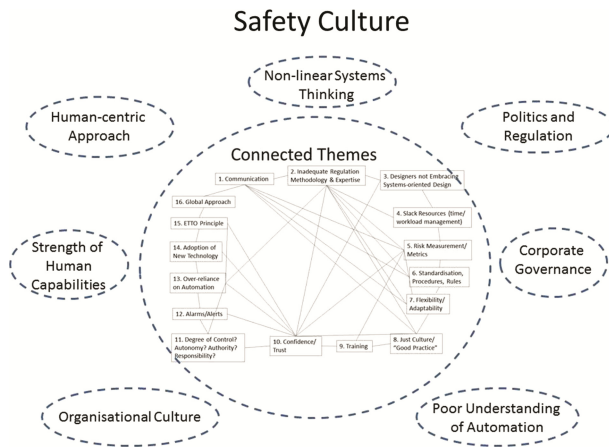 Safety Culture
Non-linear Systems
Thinking
Human-centric
Approach
Politics and
Regulation
Connected Themes
1. Communication
2. Inadequate Regulation
Methodology & Expertise
3. Designers not Embracing
Systems-oriented Design
16. Global Approach
4. Slack Resources (time/
workload management)
15. ETTO Principle
5. Risk Measurement/
Metrics
14. Adoption of
New Technology
6. Standardisation,
Procedures, Rules
13. Over-reliance
on Automation
7. Flexibility/
Adaptability
12. Alarms/Alerts
11. Degree of Control?
Autonomy? Authority?
Responsibility?
10. Confidence/
Trust
9. Training
8. Just Culture/
"Good Practice"
Strength of
Human
Capabilities
Corporate
Governance
Organisational Culture
Poor Understanding
of Automation